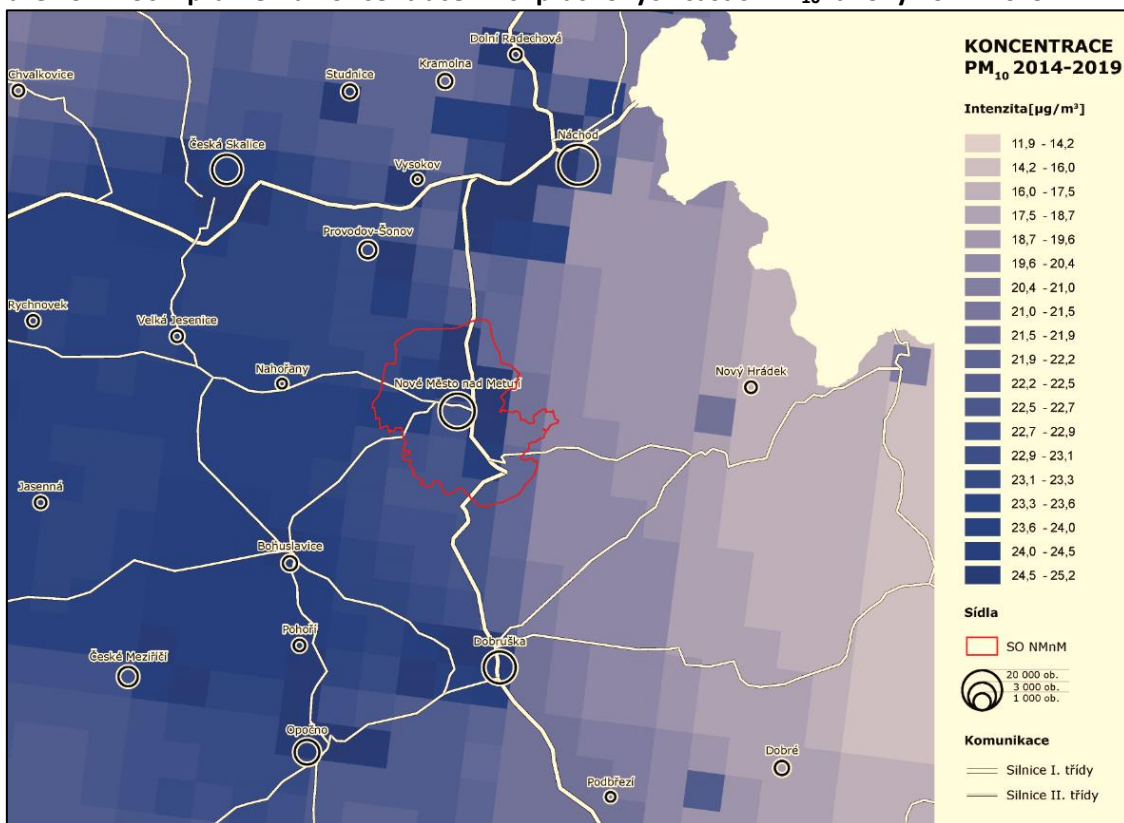 PM₁₀
Dolní Radechová
Kramolna
Studnice
Chvalkovice
Náchod
Česká Skalice
Vysokov
Provodov-Šonov
Rychnovek
Velká Jesenice
Nahořany
Nové Město nad Metují
Nový Hrádek
Jasenná
Bohuslavice
Pohoří
Dobruška
České Meziříčí
Opočno
Dobré
Podbřezí
KONCENTRACE
PM₁₀ 2014-2019
Intenzita[µg/m³]
11,9 - 14,2
14,2 - 16,0
16,0 - 17,5
17,5 - 18,7
18,7 - 19,6
19,6 - 20,4
20,4 - 21,0
21,0 - 21,5
21,5 - 21,9
21,9 - 22,2
22,2 - 22,5
22,5 - 22,7
22,7 - 22,9
22,9 - 23,1
23,1 - 23,3
23,3 - 23,6
23,6 - 24,0
24,0 - 24,5
24,5 - 25,2
Sídla
SO NMnM
20 000 ob.
3 000 ob.
1 000 ob.
Komunikace
Silnice I. třídy
Silnice II. třídy